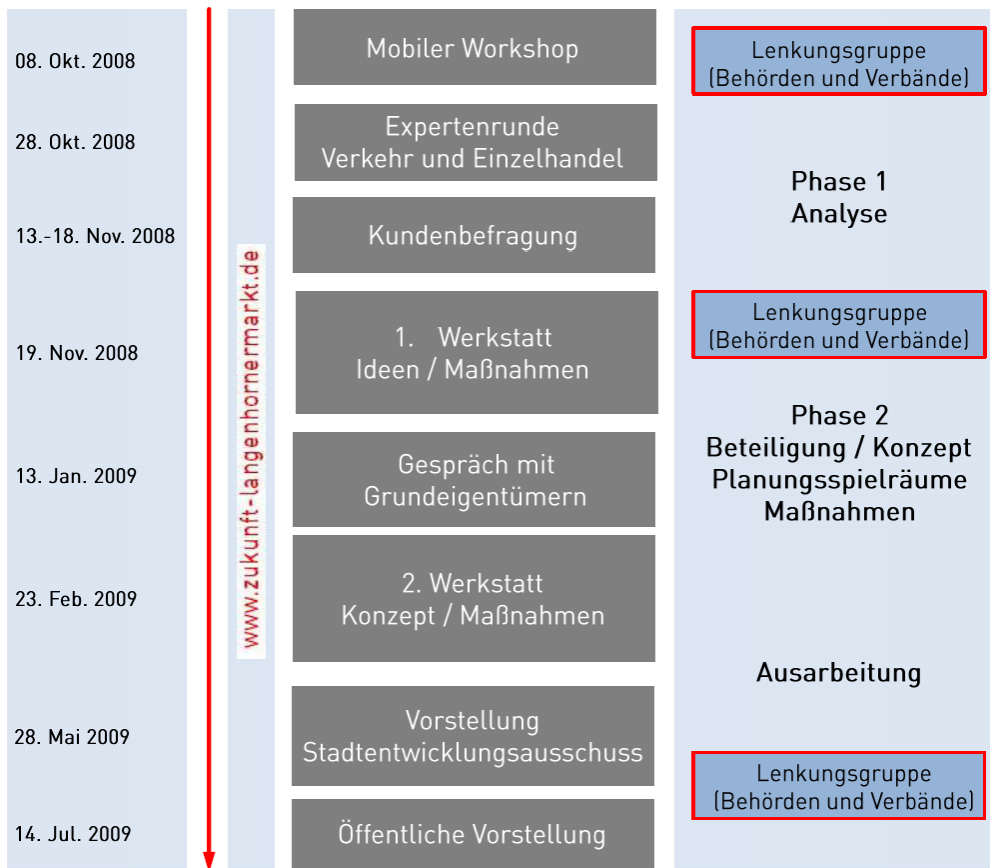 08. Okt. 2008
28. Okt. 2008
13.-18. Nov. 2008
19. Nov. 2008
13. Jan. 2009
23. Feb. 2009
28. Mai 2009
14. Jul. 2009
www.zukunft-langenhornermarkt.de
Mobiler Workshop
Expertenrunde
Verkehr und Einzelhandel
Kundenbefragung
1. Werkstatt
Ideen / Maßnahmen
Gespräch mit
Grundeigentümern
2. Werkstatt
Konzept / Maßnahmen
Vorstellung
Stadtentwicklungsausschuss
Öffentliche Vorstellung
Lenkungsgruppe
(Behörden und Verbände)
Phase 1
Analyse
Lenkungsgruppe
(Behörden und Verbände)
Phase 2
Beteiligung / Konzept
Planungsspielräume
Maßnahmen
Ausarbeitung
Lenkungsgruppe
(Behörden und Verbände)